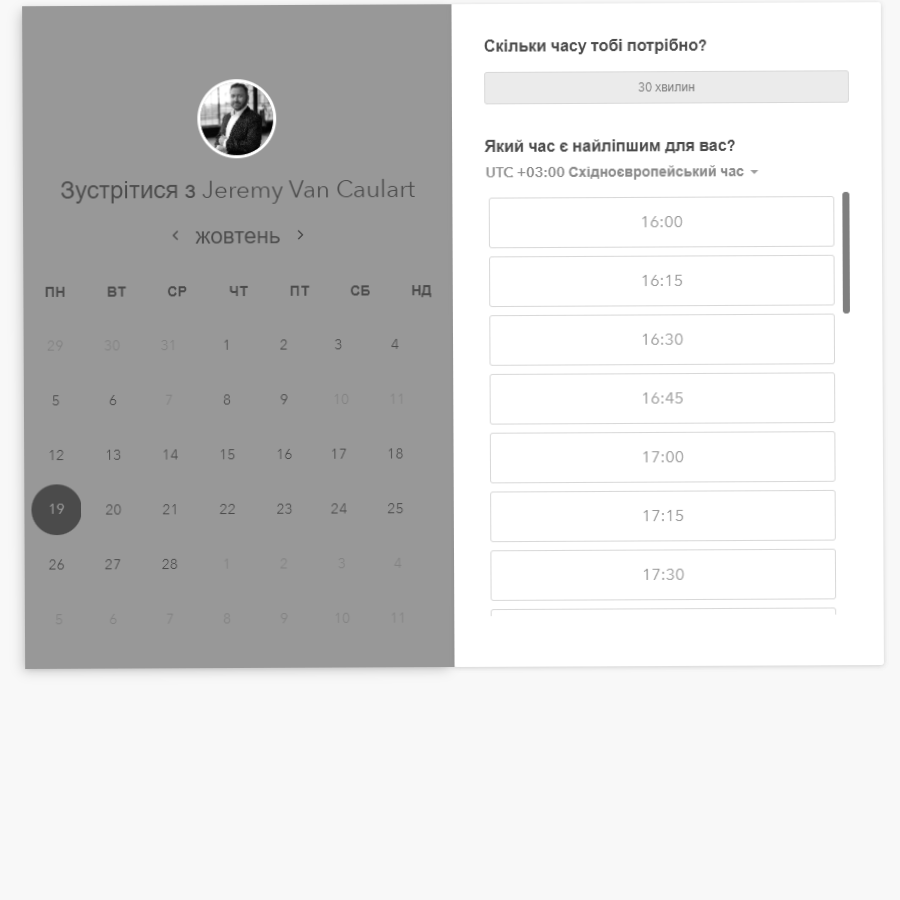 Зустрітися з Jeremy Van Caulart
жовтень
ПН ВТ СР ЧТ ПТ СБ НД
29 30 31 1 2 3 4
5 6 7 8 9 10 11
12 13 14 15 16 17 18
19 20 21 22 23 24 25
26 27 28 1 2 3 4
5 6 7 8 9 10 11
Скільки часу тобі потрібно?
30 хвилин
Який час є найліпшим для вас?
UTC +03:00 Східноєвропейський час
16:00
16:15
16:30
16:45
17:00
17:15
17:30